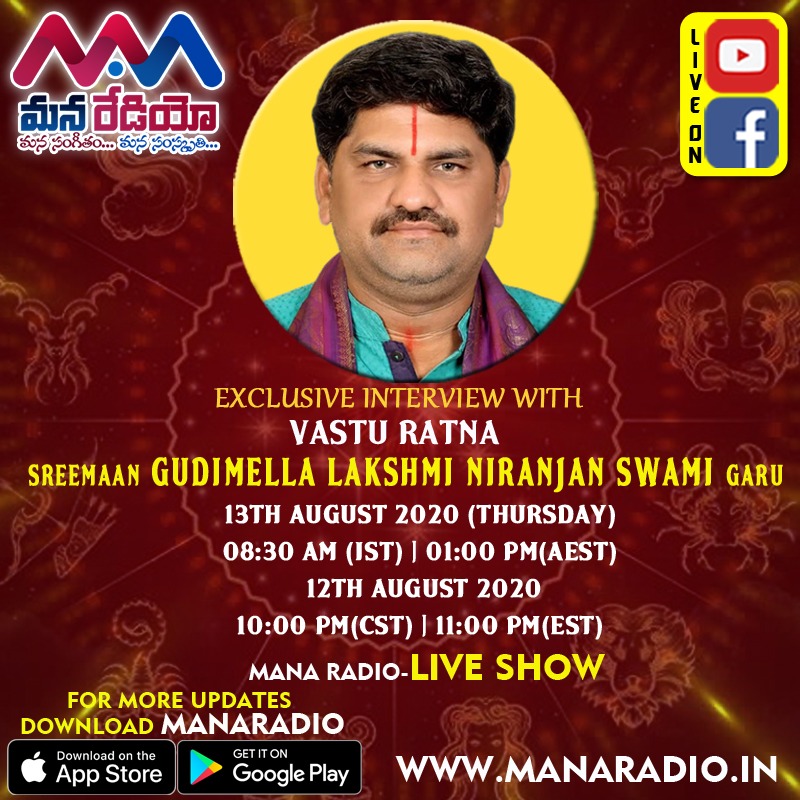 మన రేడియో
మన సంగీతం... మన సంస్కృతి...
LIVE ON
EXCLUSIVE INTERVIEW WITH
VASTU RATNA
SREEMAAN GUDIMELLA LAKSHMI NIRANJAN SWAMI GARU
13TH AUGUST 2020 (THURSDAY)
08:30 AM (IST) | 01:00 PM(AEST)
12TH AUGUST 2020
10:00 PM(CST) | 11:00 PM(EST)
MANA RADIO-LIVE SHOW
FOR MORE UPDATES
DOWNLOAD MANARADIO
Download on the
App Store
GET IT ON
Google Play
WWW.MANARADIO.IN